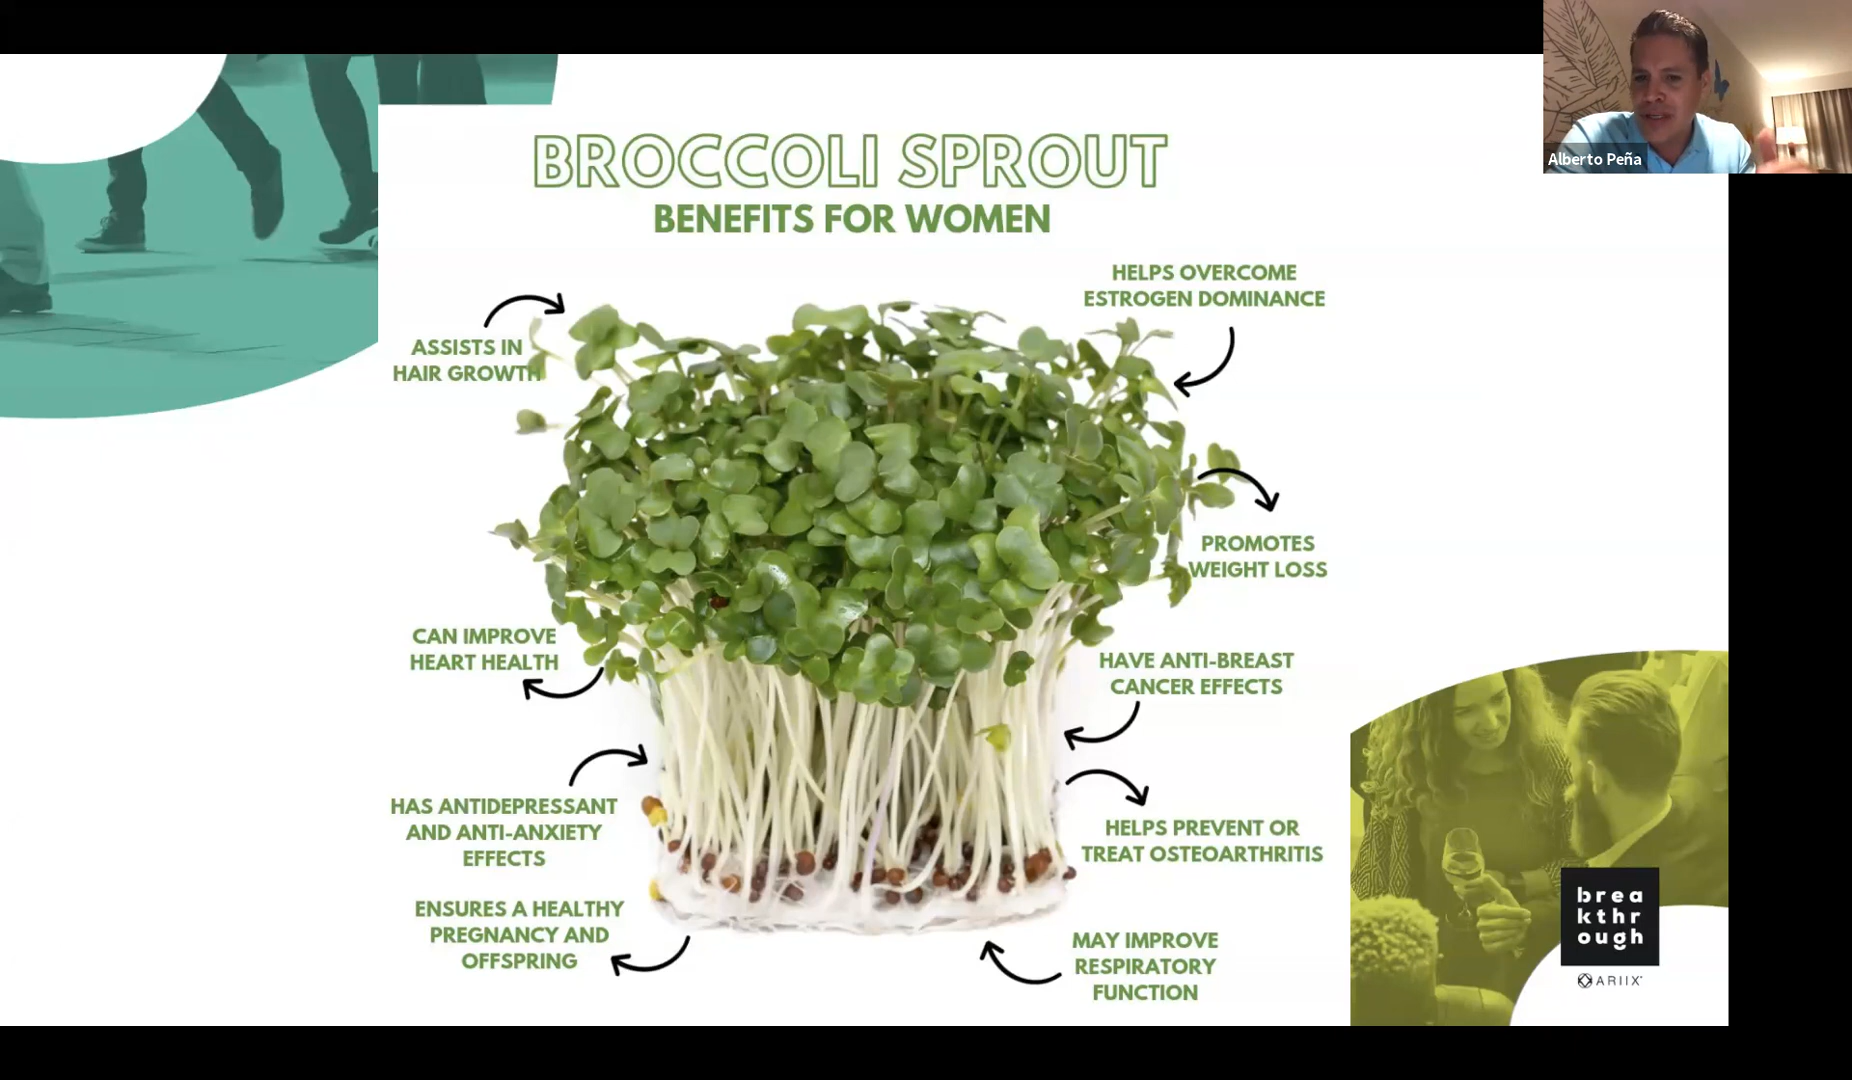 Alberto Peña
BROCCOLI SPROUT
BENEFITS FOR WOMEN
HELPS OVERCOME
ESTROGEN DOMINANCE
ASSISTS IN
HAIR GROWTH
PROMOTES
WEIGHT LOSS
CAN IMPROVE
HEART HEALTH
HAVE ANTI-BREAST
CANCER EFFECTS
HAS ANTIDEPRESSANT
AND ANTI-ANXIETY
EFFECTS
HELPS PREVENT OR
TREAT OSTEOARTHRITIS
ENSURES A HEALTHY
PREGNANCY AND
OFFSPRING
MAY IMPROVE
RESPIRATORY
FUNCTION
brea
kthr
ough
ARIIX